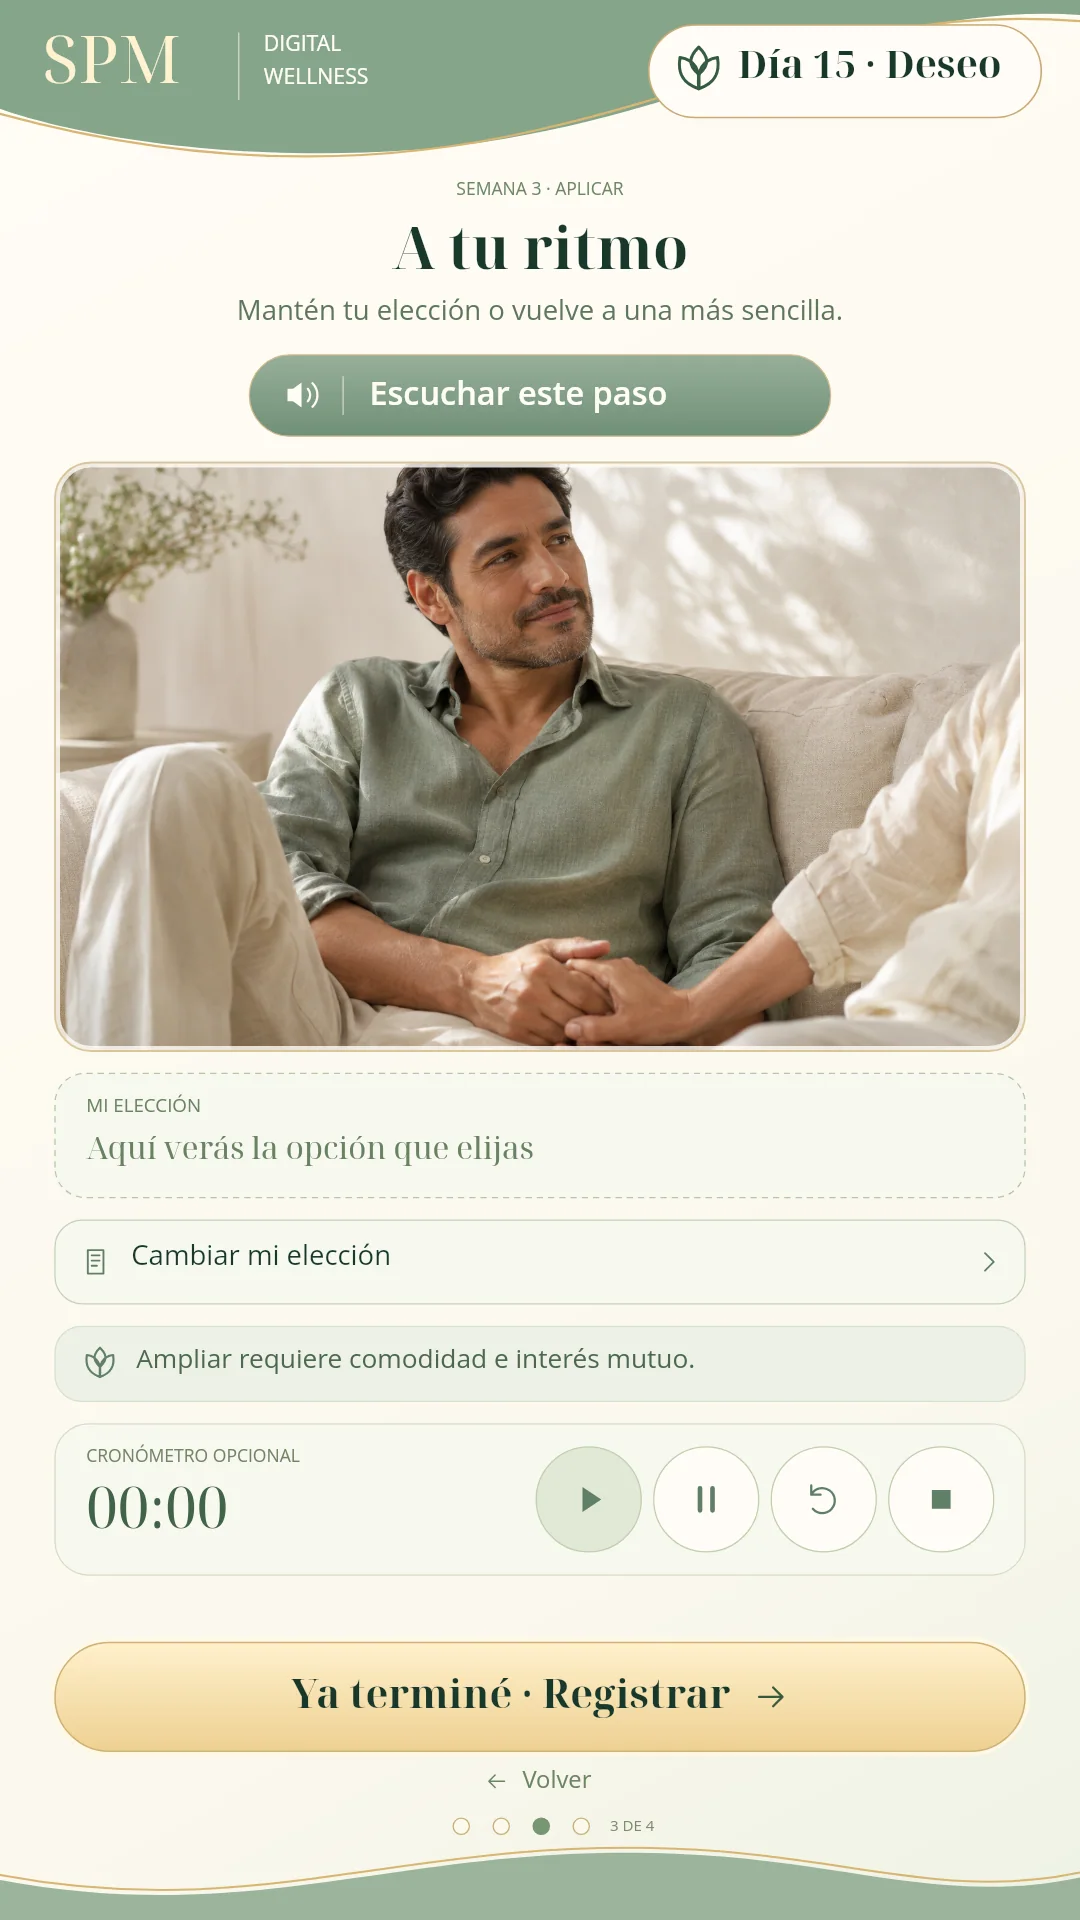 SPM
DIGITAL
WELLNESS
Día 15 · Deseo
SEMANA 3 · APLICAR
A tu ritmo
Mantén tu elección o vuelve a una más sencilla.
Escuchar este paso
MI ELECCIÓN
Aquí verás la opción que elijas
Cambiar mi elección
Ampliar requiere comodidad e interés mutuo.
CRONÓMETRO OPCIONAL
00:00
Ya terminé · Registrar →
← Volver
3 DE 4